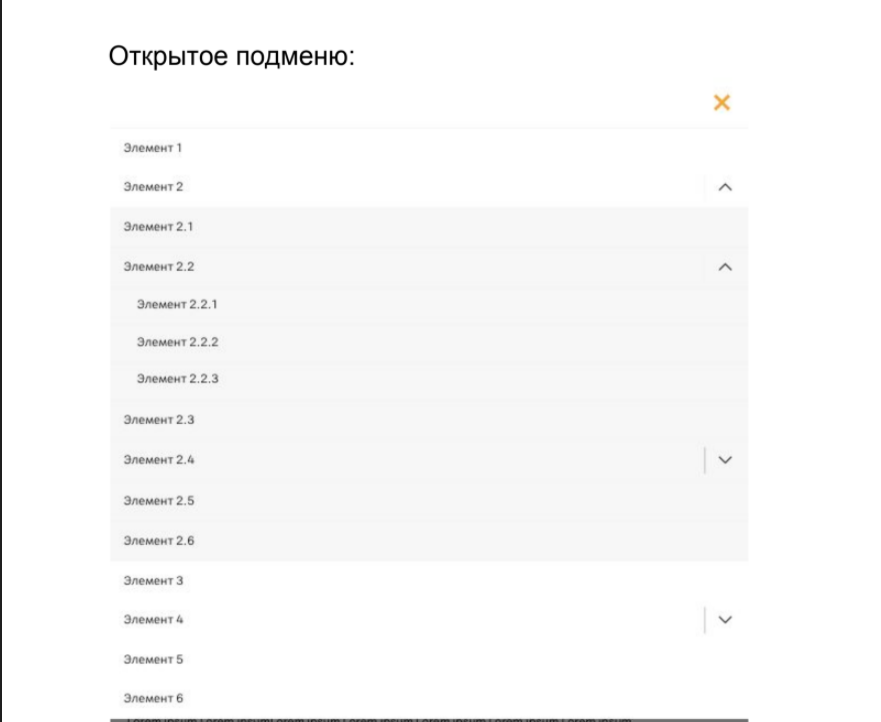 Открытое подменю:
Элемент 1
Элемент 2
Элемент 2.1
Элемент 2.2
Элемент 2.2.1
Элемент 2.2.2
Элемент 2.2.3
Элемент 2.3
Элемент 2.4
Элемент 2.5
Элемент 2.6
Элемент 3
Элемент 4
Элемент 5
Элемент 6